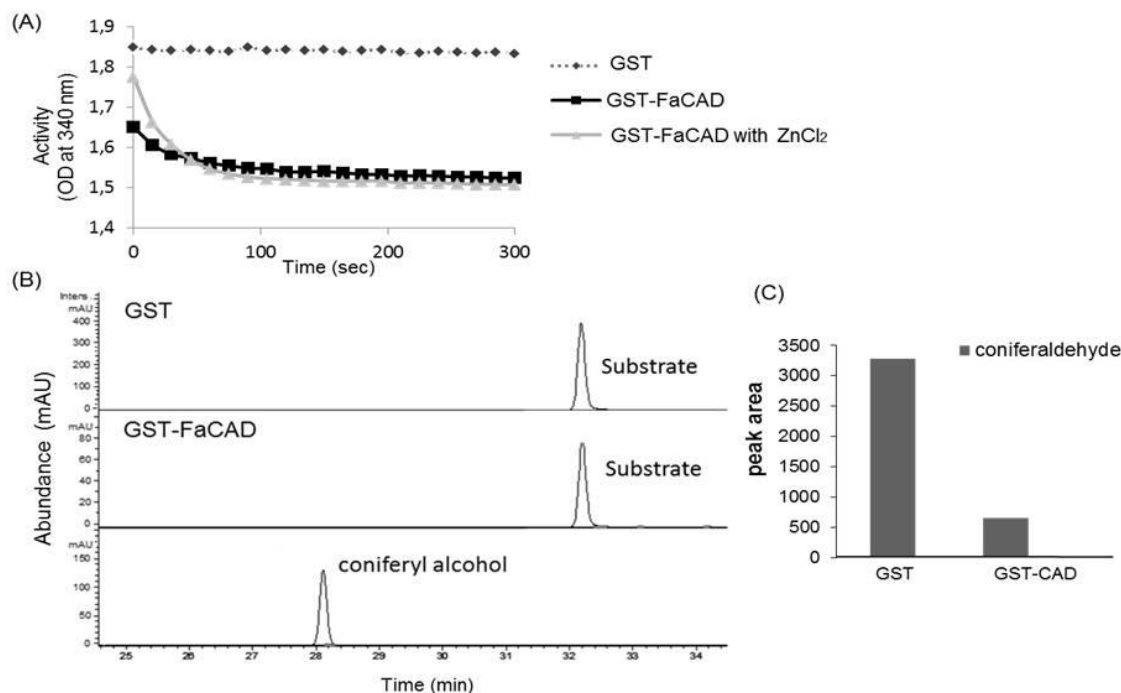 (A)
1,9
1,8
1,7
1,6
1,5
1,4
Activity
(OD at 340 nm)
0
100
200
300
Time (sec)
GST
GST-FaCAD
GST-FaCAD with ZnCl2
(B)
Abundance (mAU)
Intens
mAU
400
300
200
100
0
GST
Substrate
mAU
80
60
40
20
0
GST-FaCAD
Substrate
mAU
150
100
50
0
coniferyl alcohol
25
26
27
28
29
30
31
32
33
34
Time (min)
(C)
peak area
3500
3000
2500
2000
1500
1000
500
0
coniferaldehyde
GST
GST-CAD